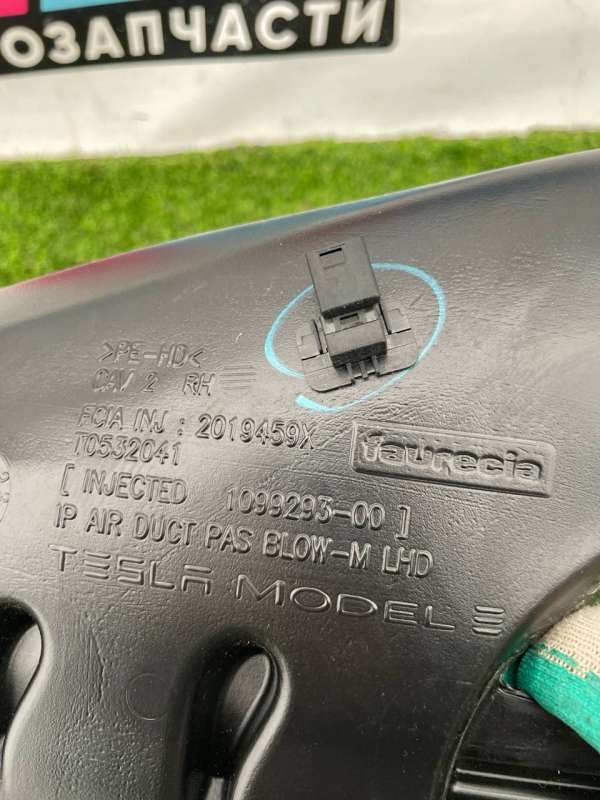 ОЗАПЧАСТИ
>PE-HD<
CAV 2 RH
FCIA INJ : 2019459X
T0532041
faurecia
[ INJECTED 1099293-00 ]
IP AIR DUCT PAS BLOW-M LHD
TESLA MODEL 3